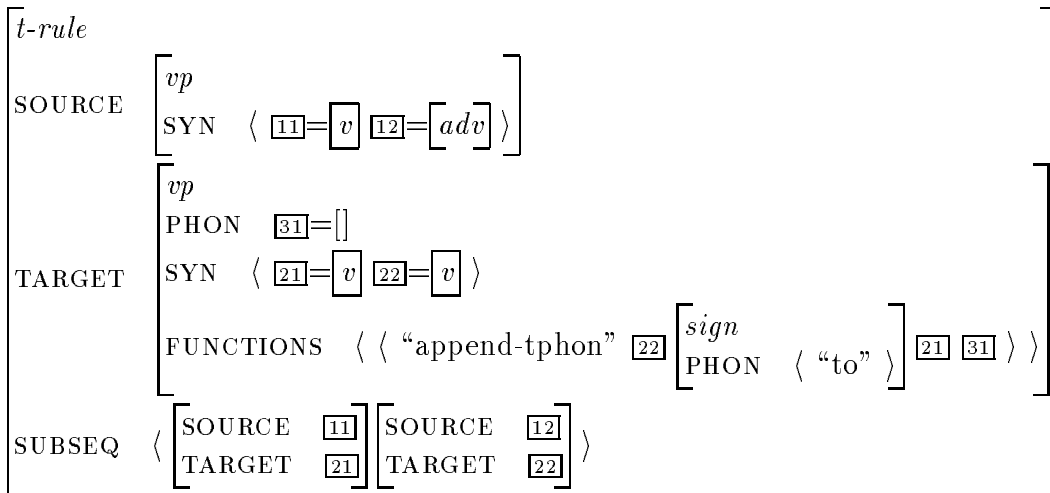 t-rule
SOURCE [vp
SYN ⟨ [11]=[v] [12]=[adv] ⟩]
TARGET [vp
PHON [31]=[]
SYN ⟨ [21]=[v] [22]=[v] ⟩
FUNCTIONS ⟨ ⟨ “append-tphon” [22] [sign PHON ⟨ “to” ⟩] [21] [31] ⟩ ⟩]
SUBSEQ ⟨ [SOURCE [11] TARGET [21]] [SOURCE [12] TARGET [22]] ⟩